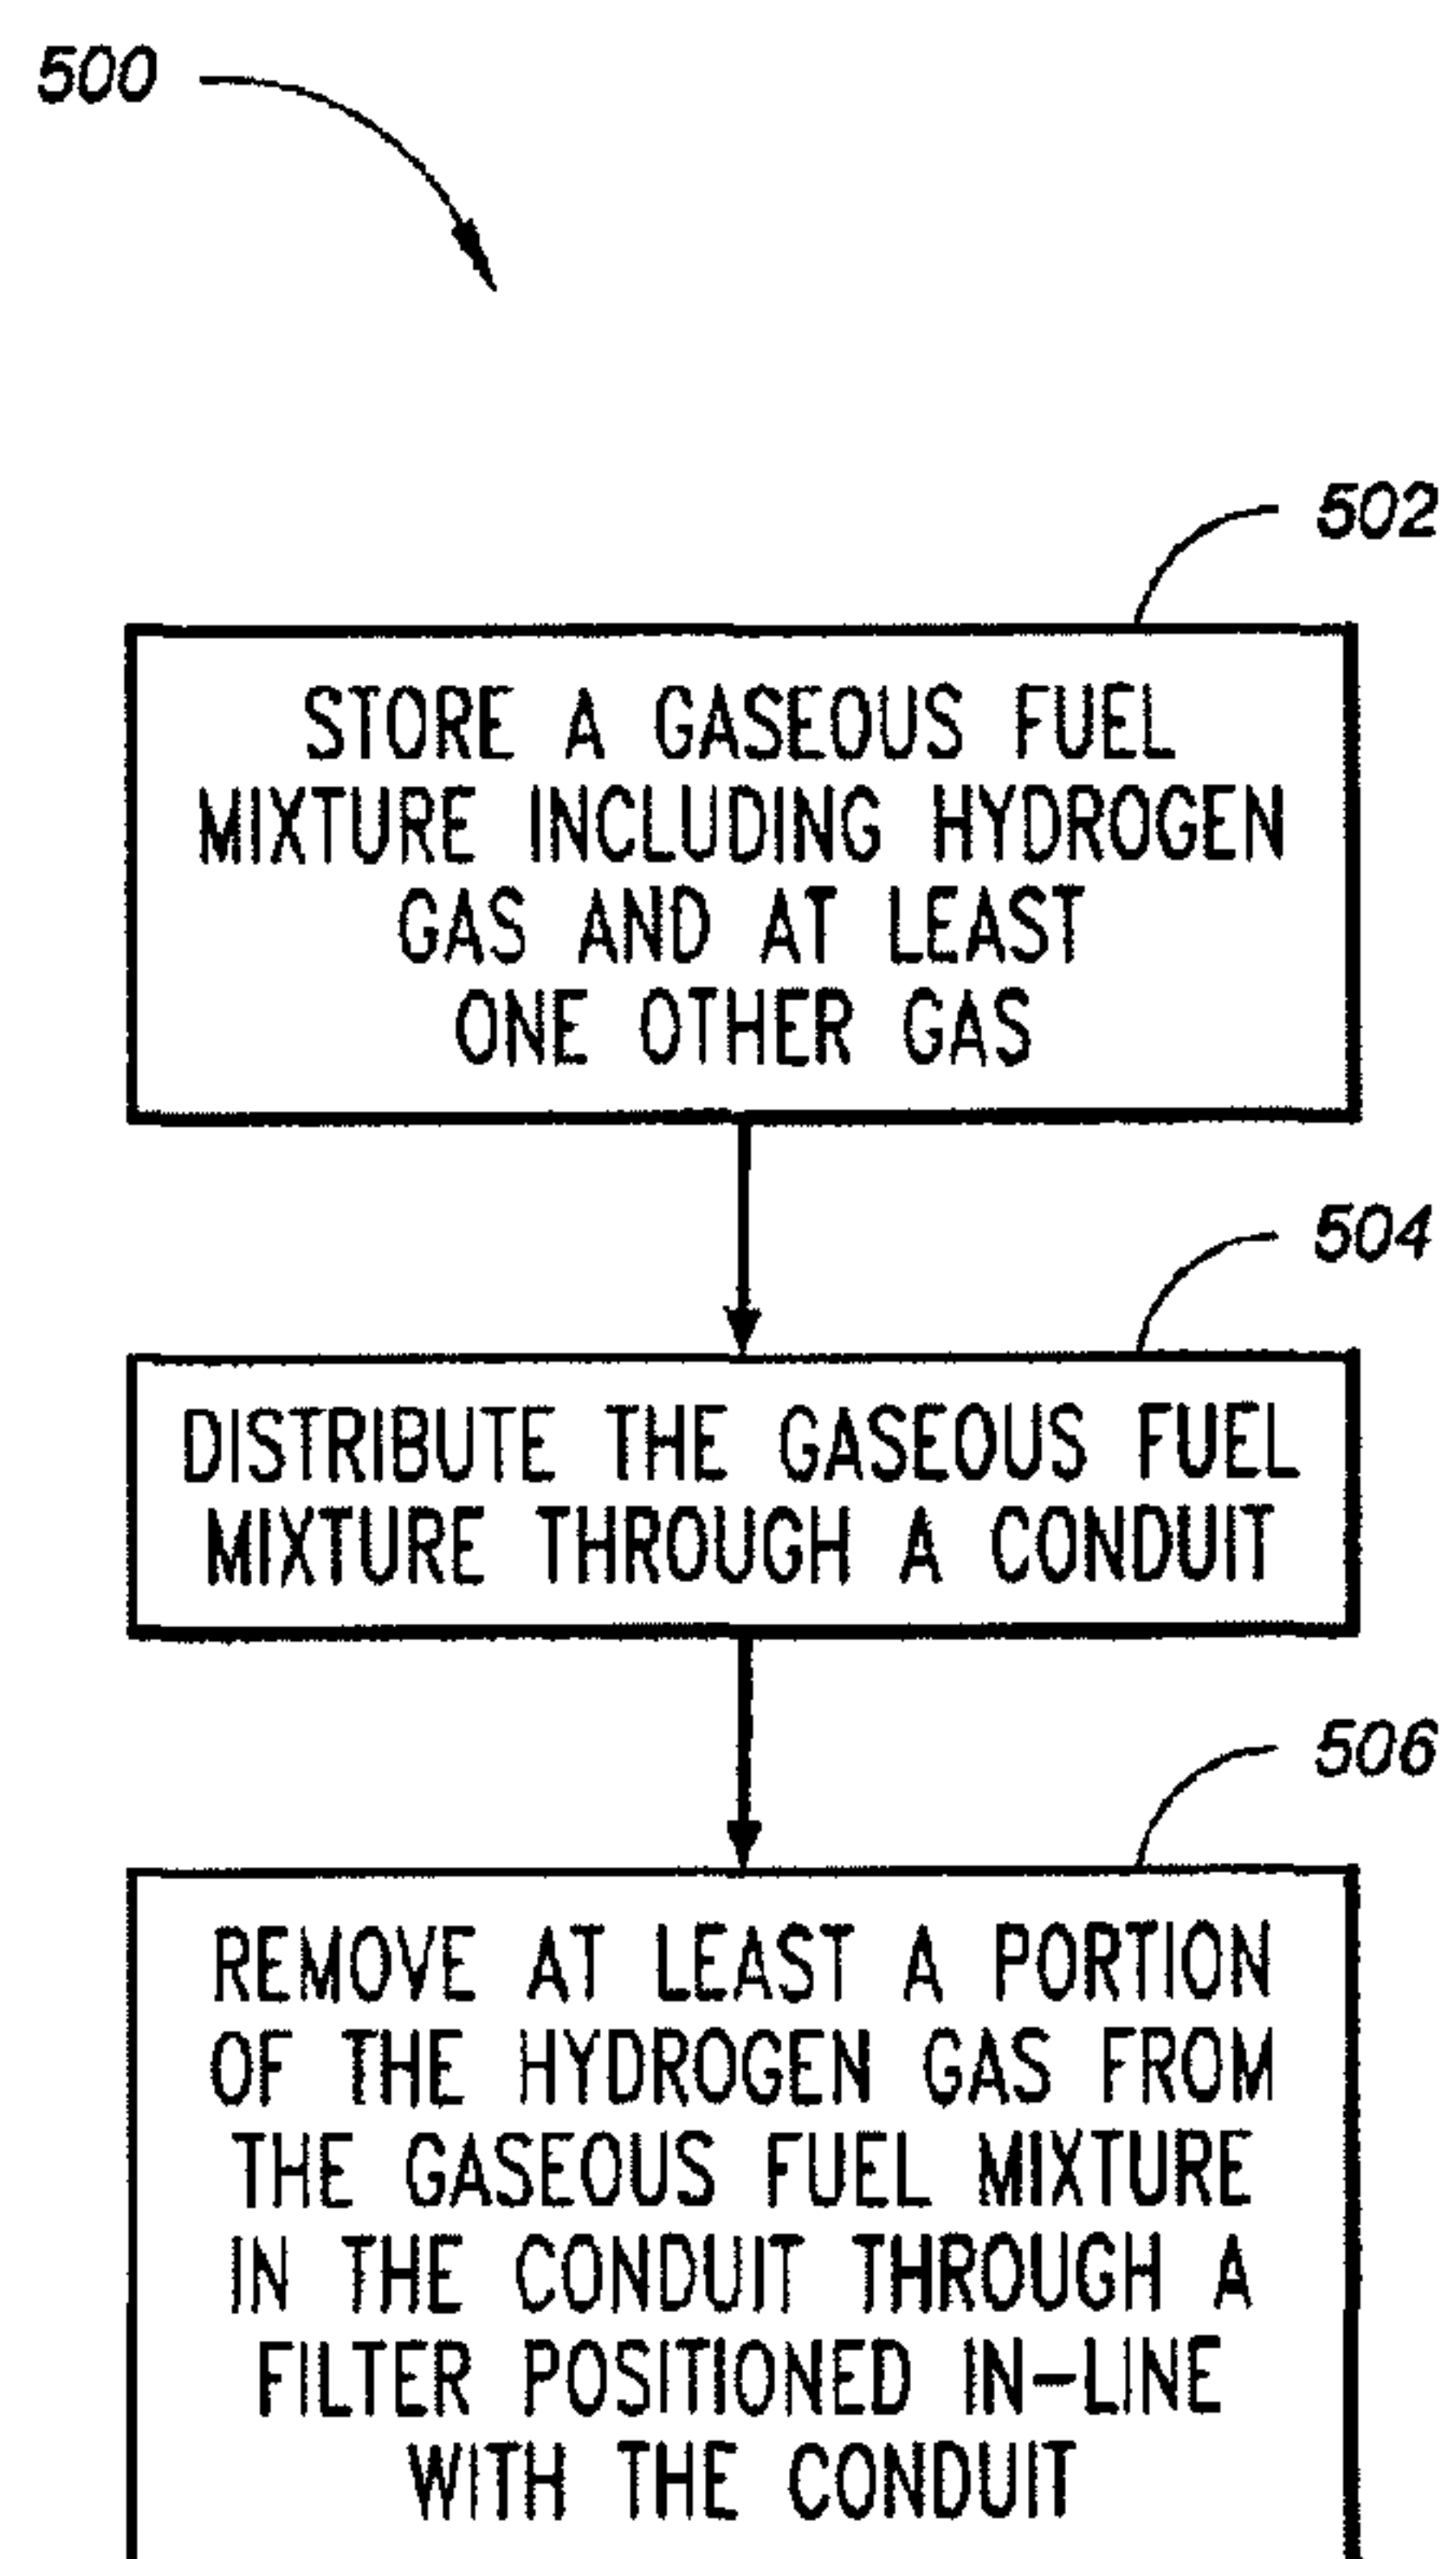 500
502
STORE A GASEOUS FUEL
MIXTURE INCLUDING HYDROGEN
GAS AND AT LEAST
ONE OTHER GAS
504
DISTRIBUTE THE GASEOUS FUEL
MIXTURE THROUGH A CONDUIT
506
REMOVE AT LEAST A PORTION
OF THE HYDROGEN GAS FROM
THE GASEOUS FUEL MIXTURE
IN THE CONDUIT THROUGH A
FILTER POSITIONED IN-LINE
WITH THE CONDUIT